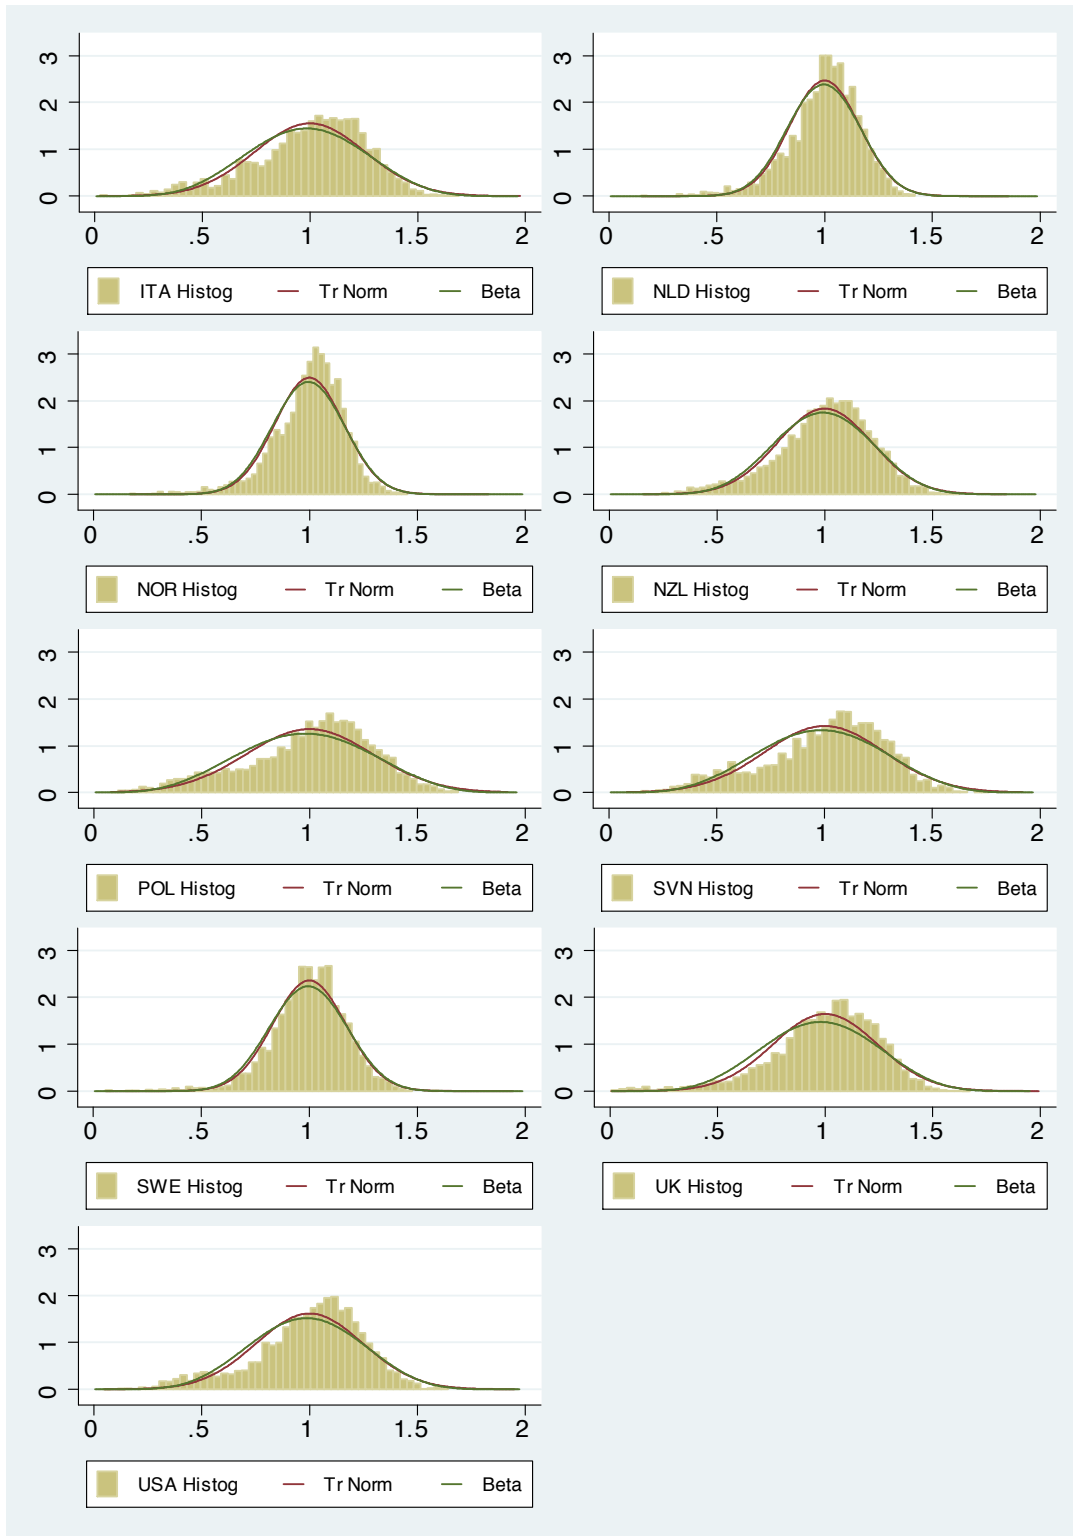 3
2
1
0
0 .5 1 1.5 2
ITA Histog Tr Norm Beta
3
2
1
0
0 .5 1 1.5 2
NLD Histog Tr Norm Beta
3
2
1
0
0 .5 1 1.5 2
NOR Histog Tr Norm Beta
3
2
1
0
0 .5 1 1.5 2
NZL Histog Tr Norm Beta
3
2
1
0
0 .5 1 1.5 2
POL Histog Tr Norm Beta
3
2
1
0
0 .5 1 1.5 2
SVN Histog Tr Norm Beta
3
2
1
0
0 .5 1 1.5 2
SWE Histog Tr Norm Beta
3
2
1
0
0 .5 1 1.5 2
UK Histog Tr Norm Beta
3
2
1
0
0 .5 1 1.5 2
USA Histog Tr Norm Beta